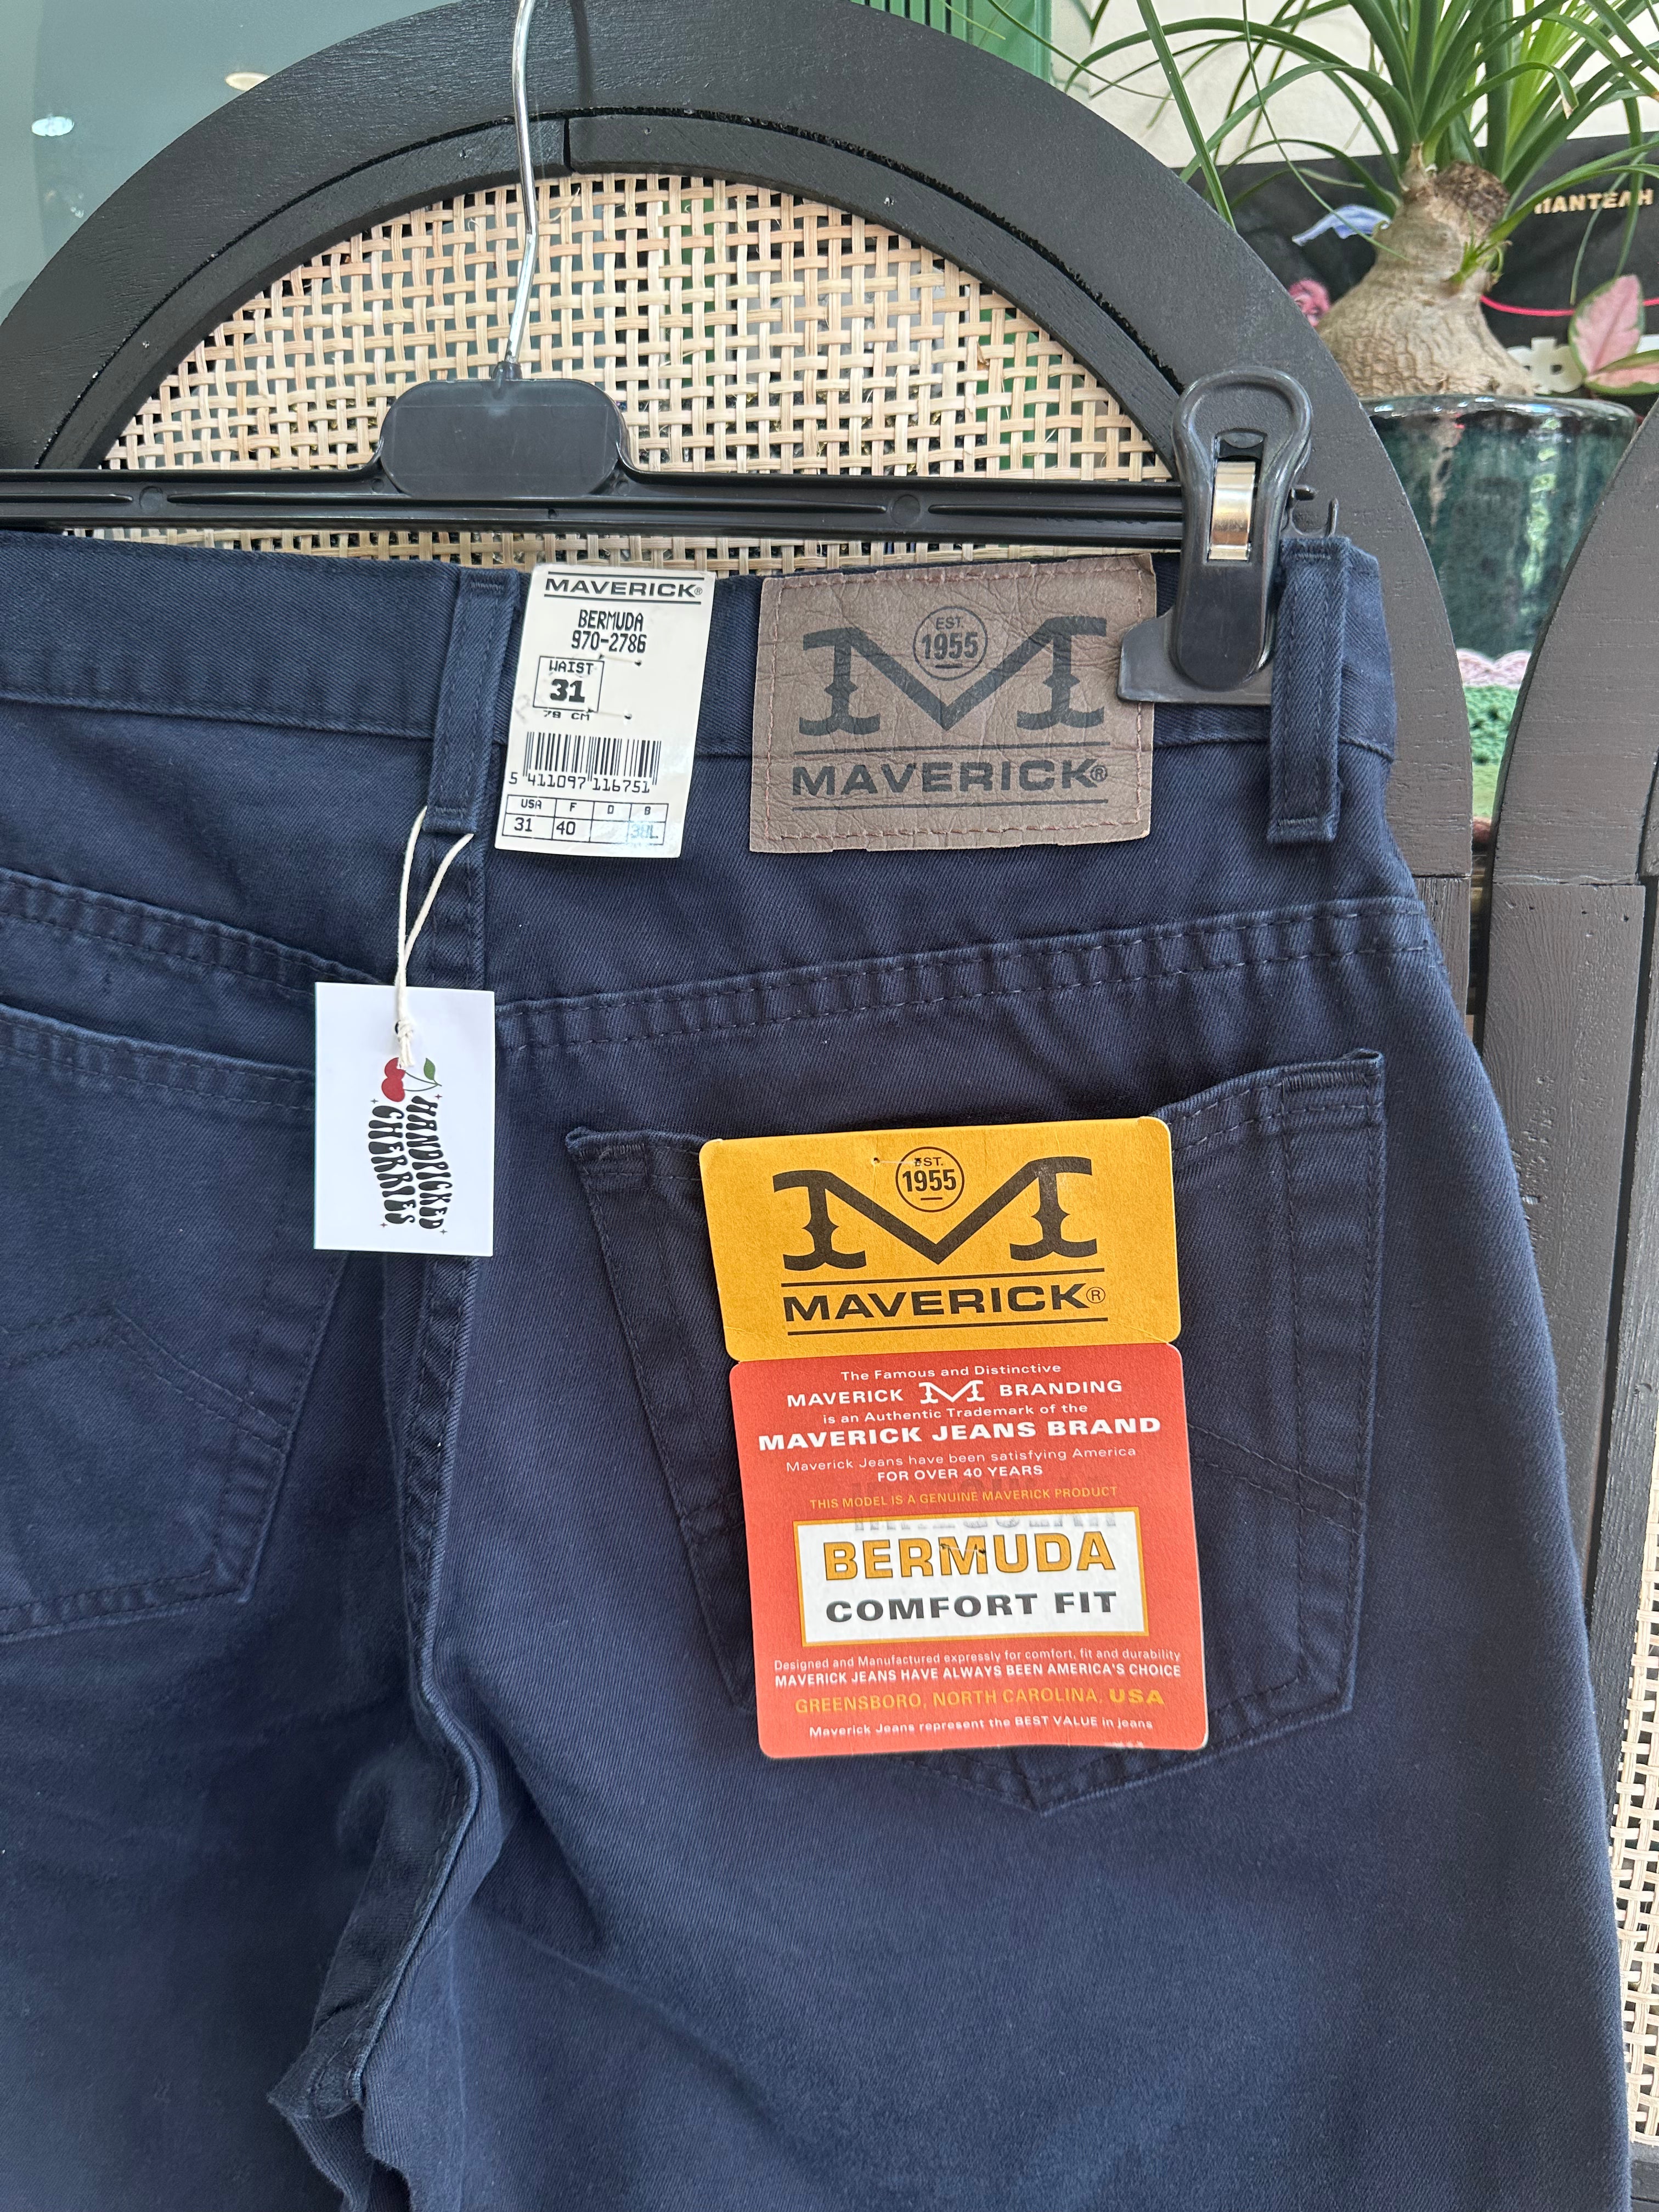 ПАНТЕЛН
MAVERICK®
BERMUDA
970-2786
WAIST
31
79 CM
5 411097 116751
USA F D B
31 40 38L
EST.
1955
MAVERICK®
HANDPICKED
CHERRIES
EST.
1955
MAVERICK®
The Famous and Distinctive
MAVERICK M BRANDING
is an Authentic Trademark of the
MAVERICK JEANS BRAND
Maverick Jeans have been satisfying America
FOR OVER 40 YEARS
THIS MODEL IS A GENUINE MAVERICK PRODUCT
BERMUDA
COMFORT FIT
Designed and Manufactured expressly for comfort, fit and durability
MAVERICK JEANS HAVE ALWAYS BEEN AMERICA'S CHOICE
GREENSBORO, NORTH CAROLINA, USA
Maverick Jeans represent the BEST VALUE in jeans